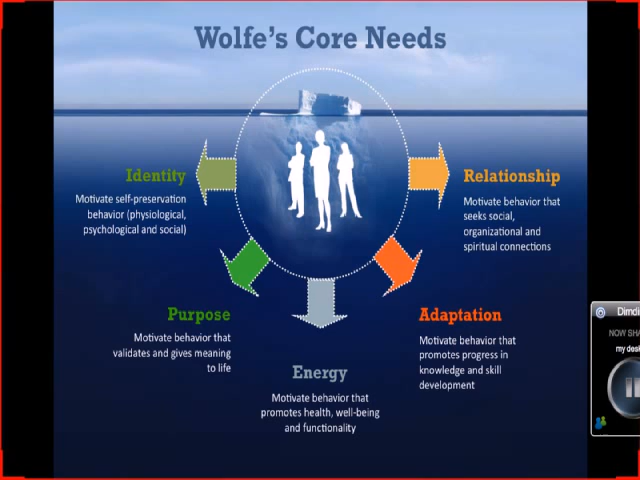 Wolfe's Core Needs
Identity
Motivate self-preservation
behavior (physiological,
psychological and social)
Relationship
Motivate behavior that
seeks social,
organizational and
spiritual connections
Purpose
Motivate behavior that
validates and gives meaning
to life
Adaptation
Motivate behavior that
promotes progress in
knowledge and skill
development
Energy
Motivate behavior that
promotes health, well-being
and functionality
NOW
my